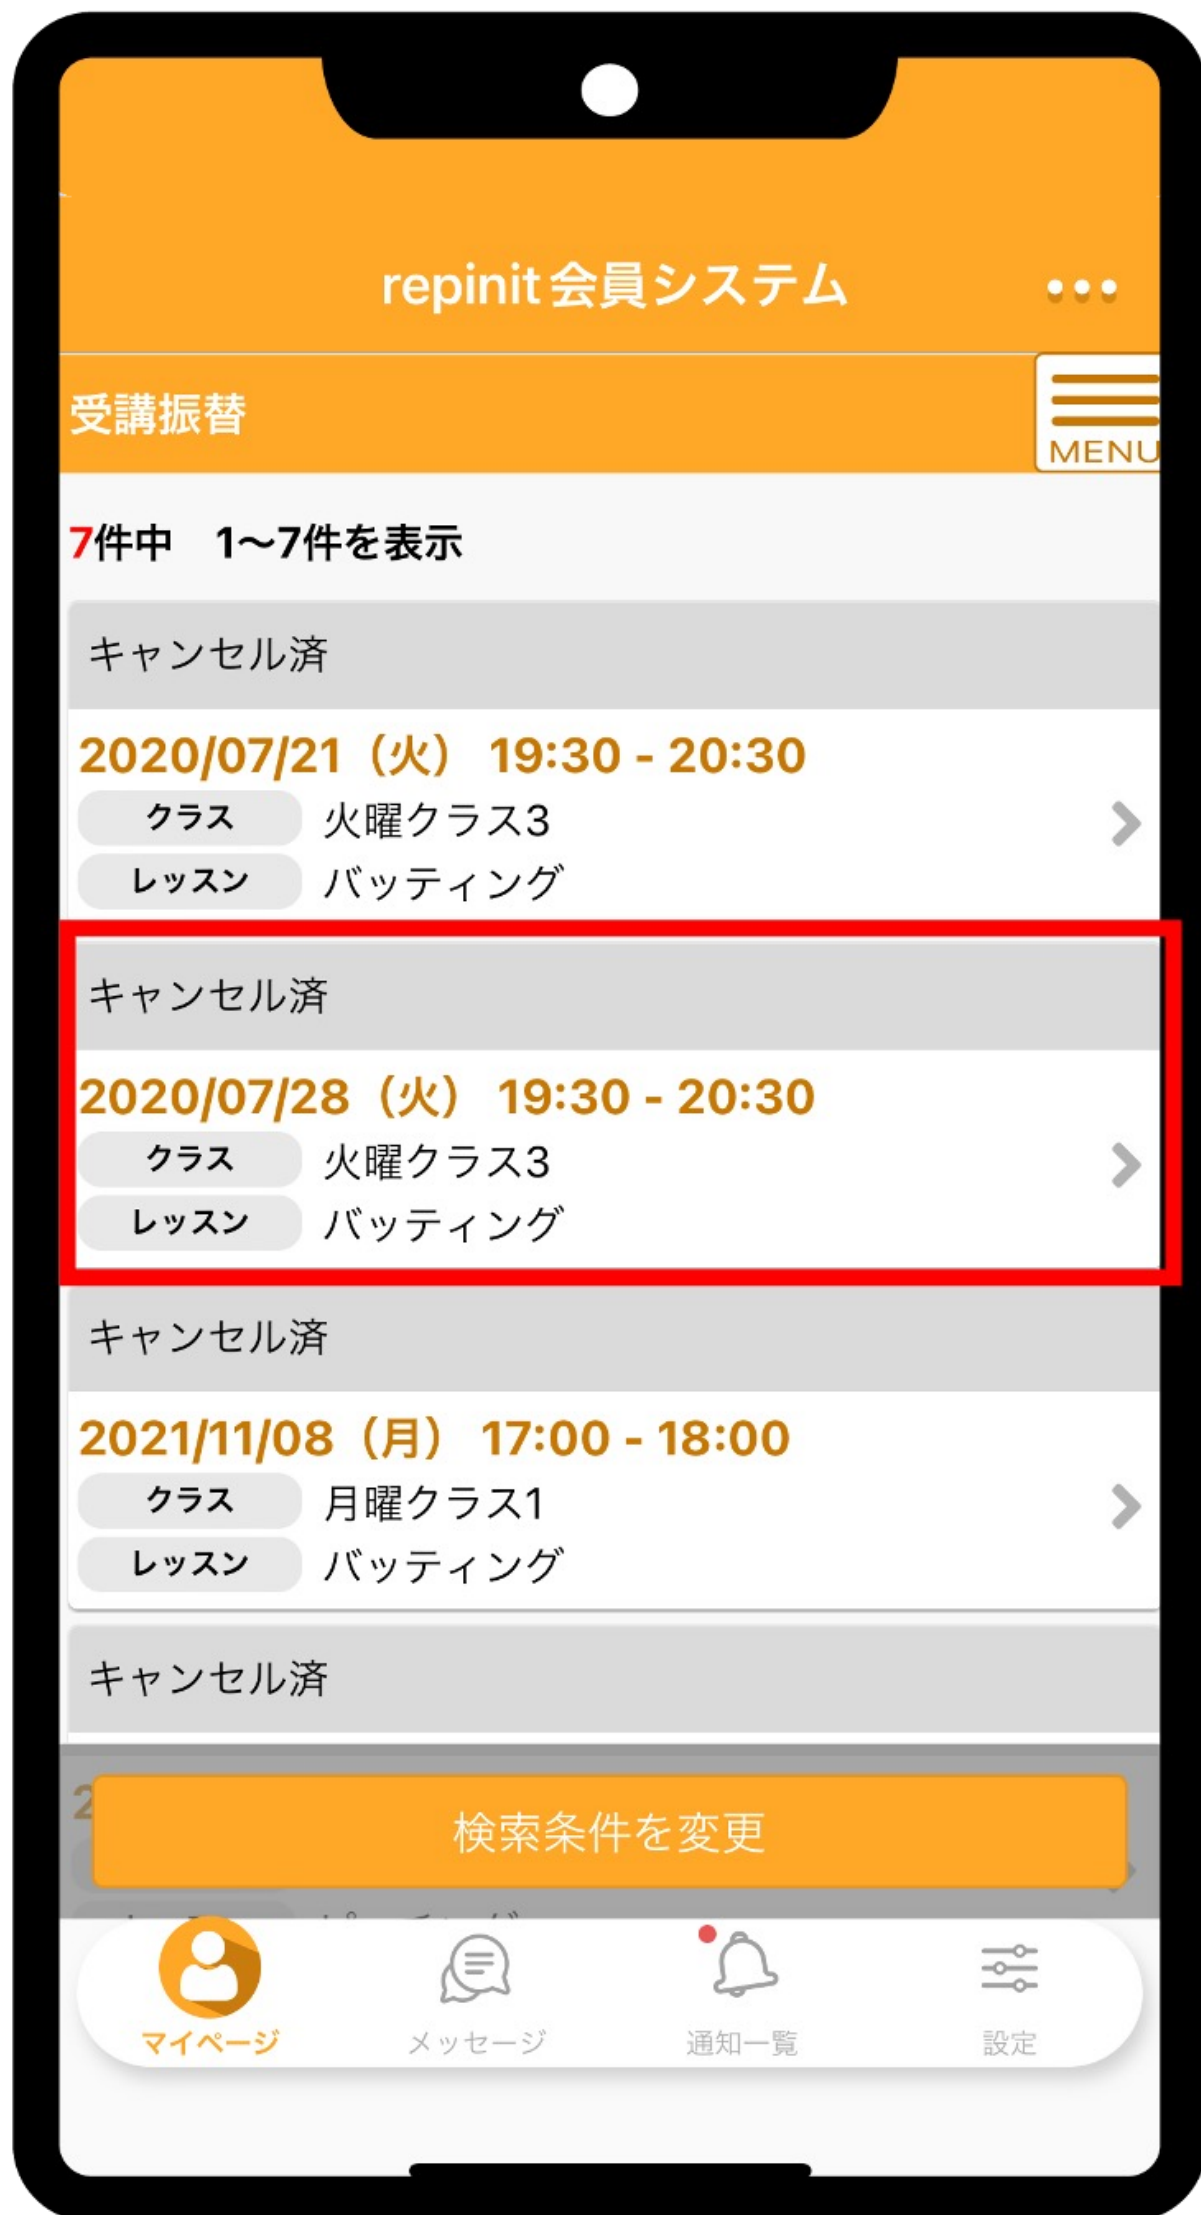 repinit会員システム
受講振替
MENU
7件中 1〜7件を表示
キャンセル済
2020/07/21（火） 19:30 - 20:30
クラス 火曜クラス3
レッスン バッティング
キャンセル済
2020/07/28（火） 19:30 - 20:30
クラス 火曜クラス3
レッスン バッティング
キャンセル済
2021/11/08（月） 17:00 - 18:00
クラス 月曜クラス1
レッスン バッティング
キャンセル済
検索条件を変更
マイページ メッセージ 通知一覧 設定